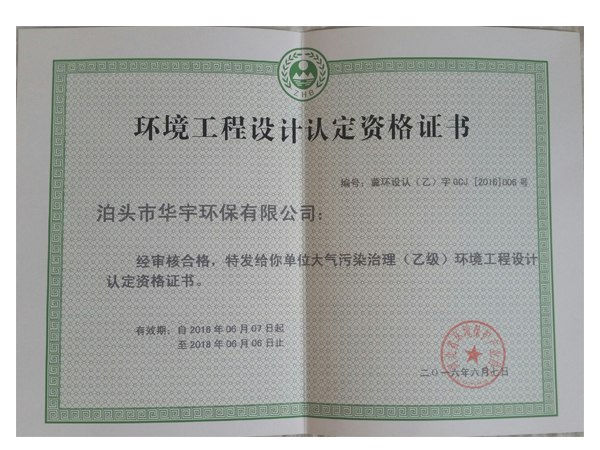 ZHB
环境工程设计认定资格证书
编号：冀环设认（乙）字GCJ [2016]006 号
泊头市华宇环保有限公司：
经审核合格，特发给你单位大气污染治理（乙级）环境工程设计
认定资格证书。
有效期：自 2016 年 06 月 07 日起
至 2018 年 06 月 06 日止
二〇一六年六月七日